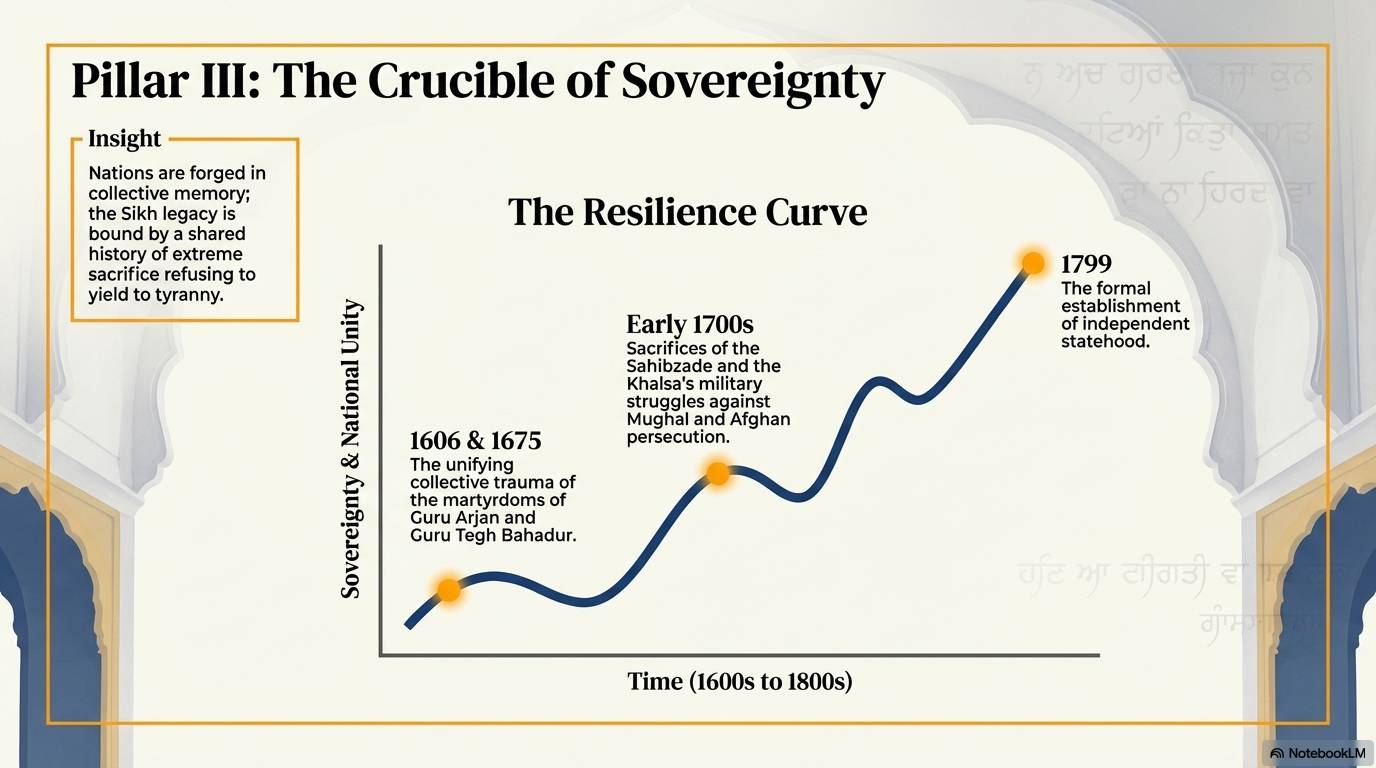 Pillar III: The Crucible of Sovereignty
Insight
Nations are forged in
collective memory;
the Sikh legacy is
bound by a shared
history of extreme
sacrifice refusing to
yield to tyranny.
The Resilience Curve
Sovereignty & National Unity
1606 & 1675
The unifying
collective trauma of
the martyrdoms of
Guru Arjan and
Guru Tegh Bahadur.
Early 1700s
Sacrifices of the
Sahibzade and the
Khalsa's military
struggles against
Mughal and Afghan
persecution.
1799
The formal
establishment
of independent
statehood.
Time (1600s to 1800s)
NotebookLM